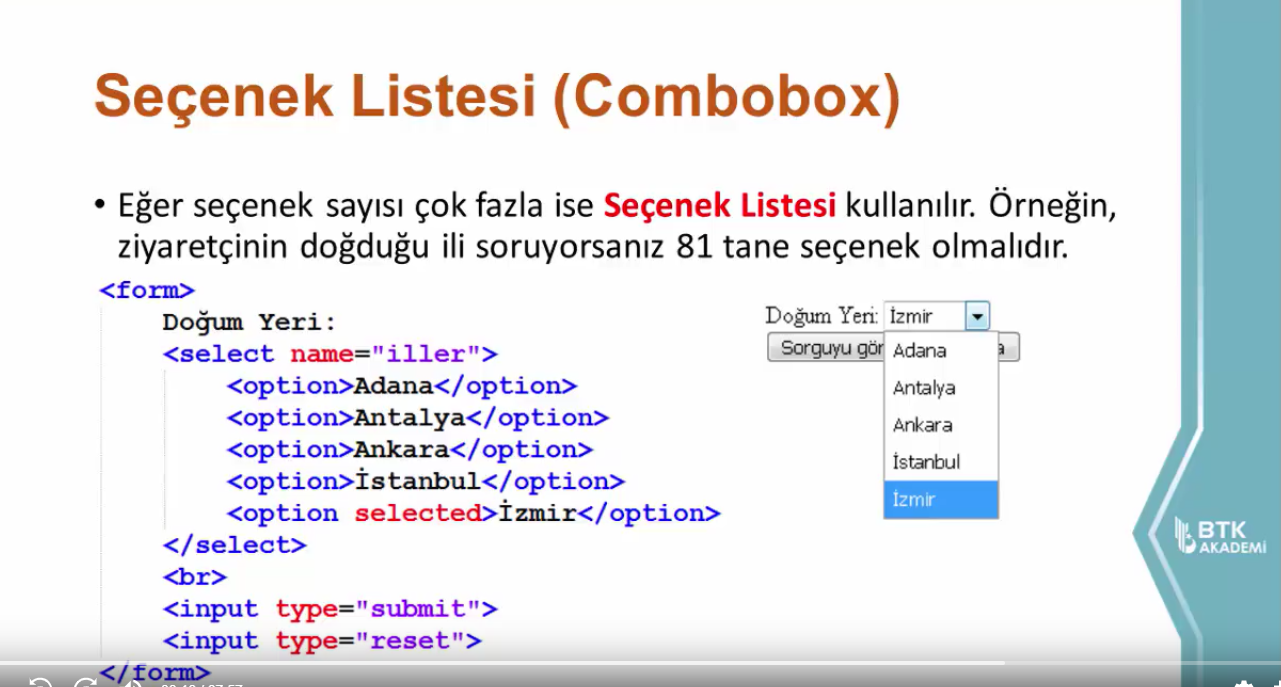 Seçenek Listesi (Combobox)
• Eğer seçenek sayısı çok fazla ise Seçenek Listesi kullanılır. Örneğin,
ziyaretçinin doğduğu ili soruyorsanız 81 tane seçenek olmalıdır.
<form>
Doğum Yeri:
<select name="iller">
<option>Adana</option>
<option>Antalya</option>
<option>Ankara</option>
<option>İstanbul</option>
<option selected>İzmir</option>
</select>
<br>
<input type="submit">
<input type="reset">
</form>
Doğum Yeri: İzmir
Sorguyu gör
Adana
Antalya
Ankara
İstanbul
İzmir
BTK
AKADEMİ